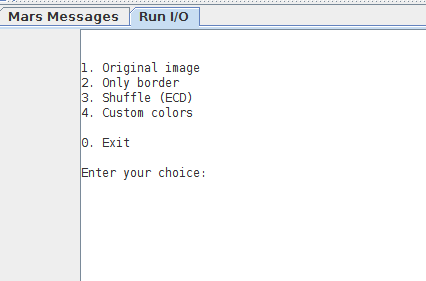 Mars Messages Run I/O
1. Original image
2. Only border
3. Shuffle (ECD)
4. Custom colors
0. Exit
Enter your choice: